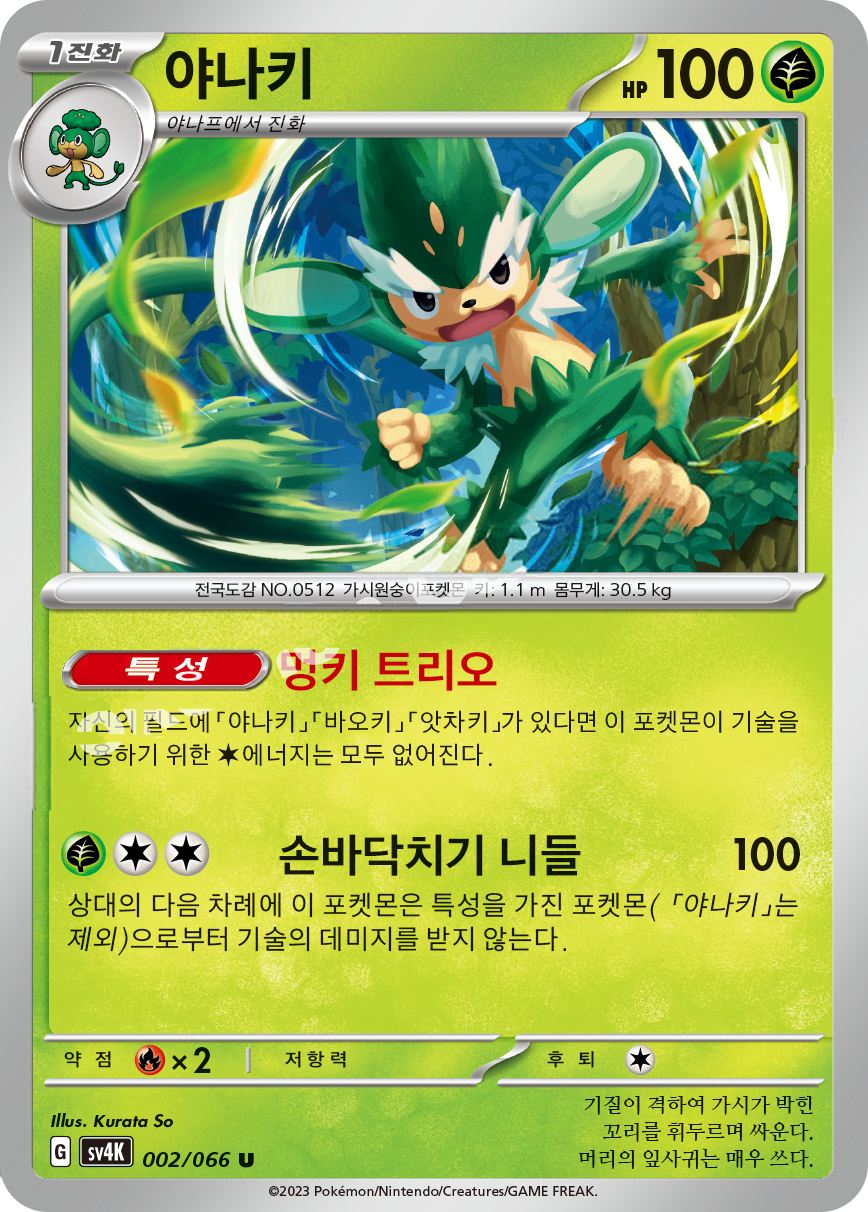 1진화
야나키
HP 100
야나프에서 진화
전국도감 NO.0512 가시원숭이포켓몬 키: 1.1 m 몸무게: 30.5 kg
특성 멍키 트리오
자신의 필드에 「야나키」「바오키」「앗차키」가 있다면 이 포켓몬이 기술을
사용하기 위한 에너지는 모두 없어진다.
손바닥치기 니들 100
상대의 다음 차례에 이 포켓몬은 특성을 가진 포켓몬(「야나키」는
제외)으로부터 기술의 데미지를 받지 않는다.
약점 ×2 저항력 후퇴
Illus. Kurata So
G sv4K 002/066 U
기질이 격하여 가시가 박힌
꼬리를 휘두르며 싸운다.
머리의 잎사귀는 매우 쓰다.
©2023 Pokémon/Nintendo/Creatures/GAME FREAK.